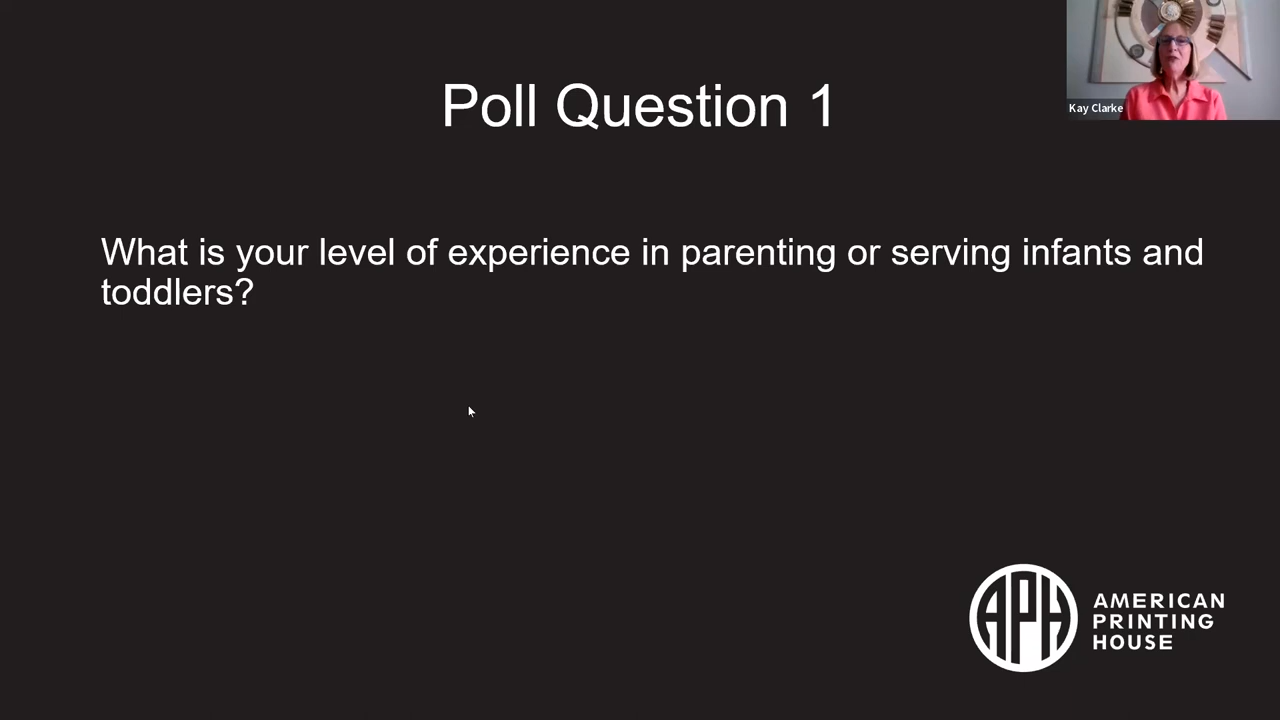 Poll Question 1
Kay Clarke
What is your level of experience in parenting or serving infants and
toddlers?
APH
AMERICAN
PRINTING
HOUSE